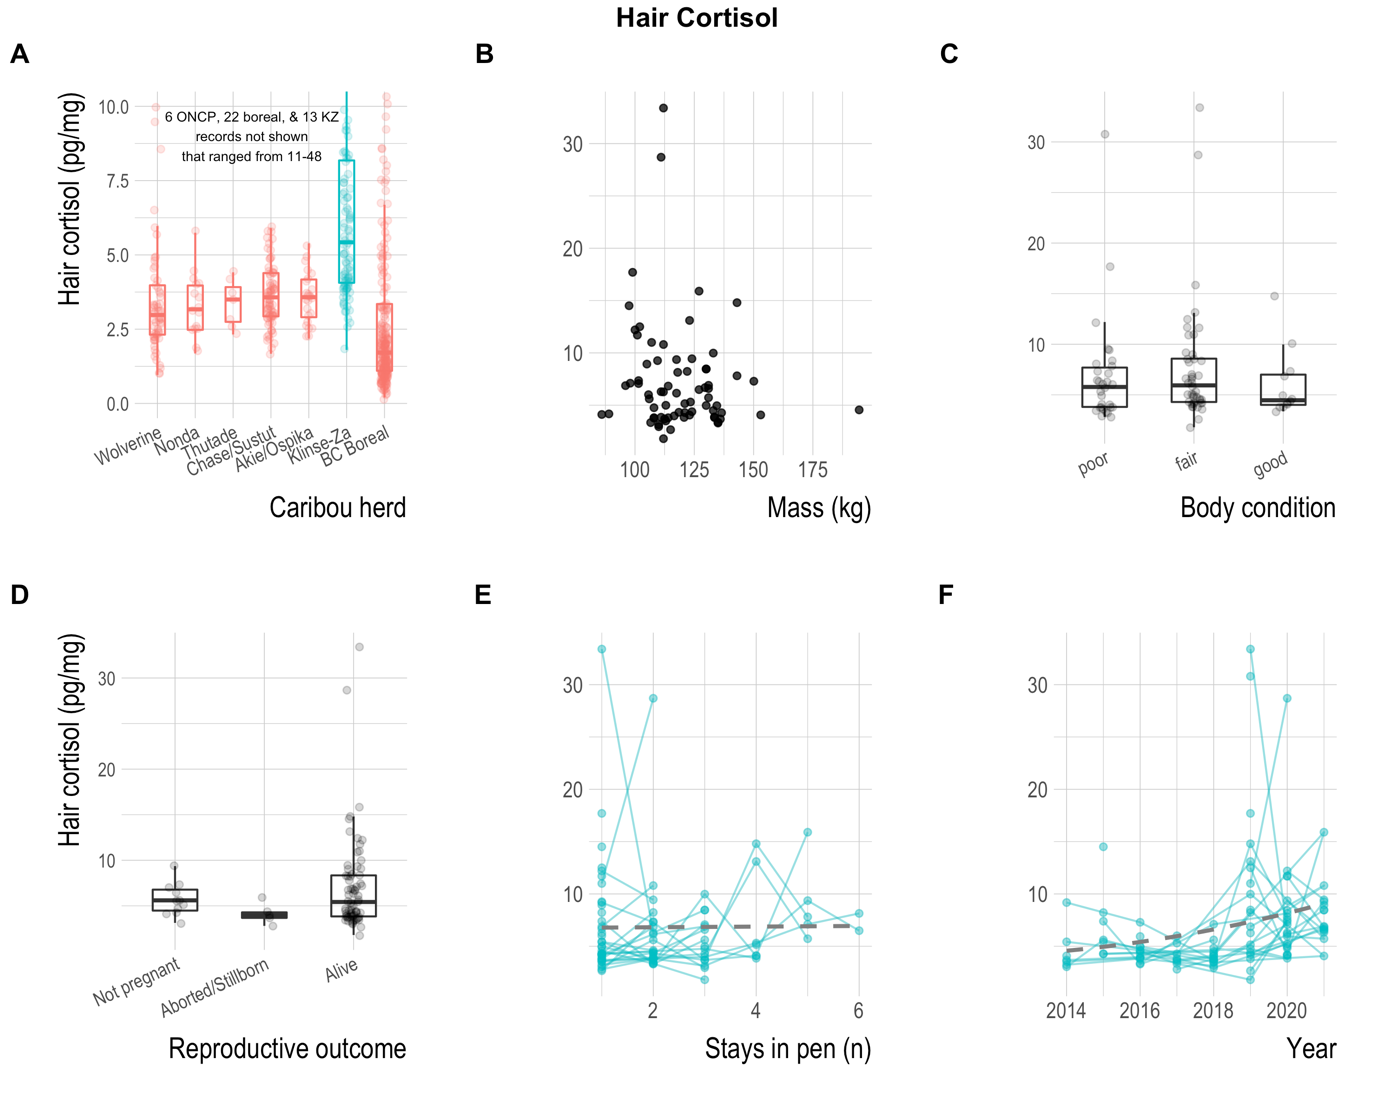 Hair Cortisol
A
Hair cortisol (pg/mg)
10.0
7.5
5.0
2.5
0.0
6 ONCP, 22 boreal, & 13 KZ
records not shown
that ranged from 11-48
Wolverine
Nonda
Thutade
Chase/Sustut
Akie/Ospika
Klinse-Za
BC Boreal
Caribou herd
B
30
20
10
100 125 150 175
Mass (kg)
C
30
20
10
poor
fair
good
Body condition
D
Hair cortisol (pg/mg)
30
20
10
Not pregnant
Aborted/Stillborn
Alive
Reproductive outcome
E
30
20
10
2 4 6
Stays in pen (n)
F
30
20
10
2014 2016 2018 2020
Year